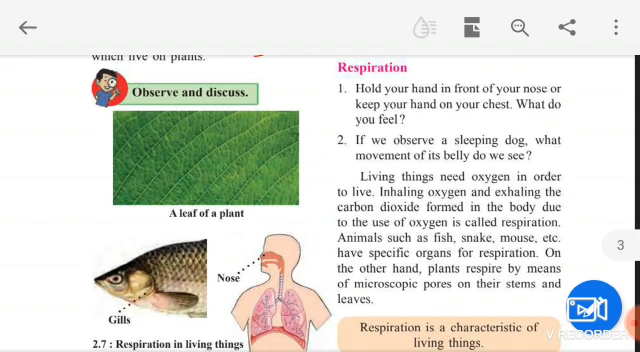 which live on plants.
Observe and discuss.
A leaf of a plant
Nose
Gills
2.7 : Respiration in living things
Respiration
1. Hold your hand in front of your nose or
keep your hand on your chest. What do
you feel?
2. If we observe a sleeping dog, what
movement of its belly do we see?
Living things need oxygen in order
to live. Inhaling oxygen and exhaling the
carbon dioxide formed in the body due
to the use of oxygen is called respiration.
Animals such as fish, snake, mouse, etc.
have specific organs for respiration. On
the other hand, plants respire by means
of microscopic pores on their stems and
leaves.
Respiration is a characteristic of
living things.
3
V RECORDER